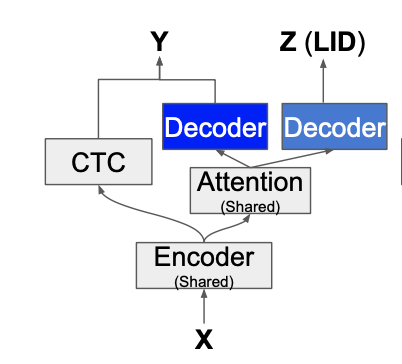 Y
Z (LID)
Decoder
Decoder
CTC
Attention
(Shared)
Encoder
(Shared)
X